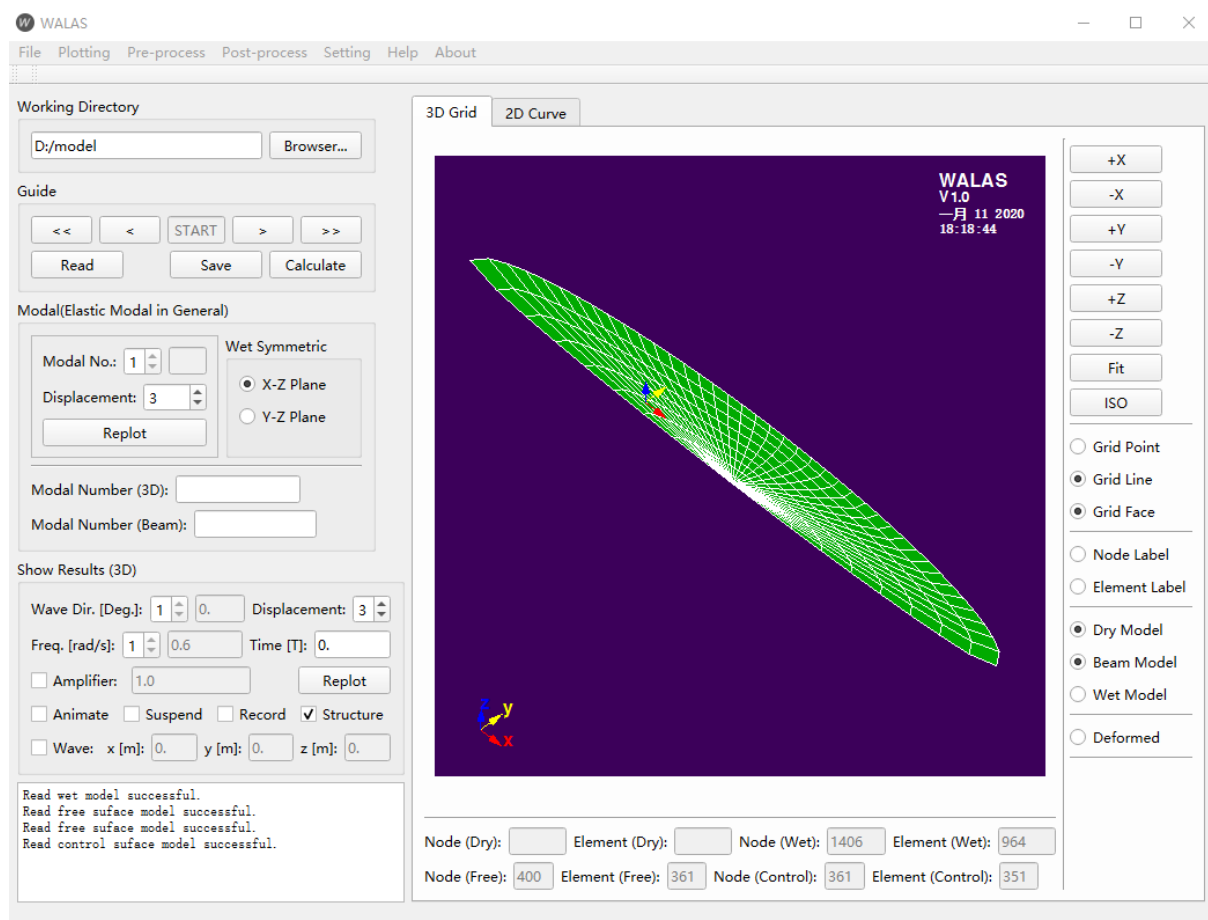 WALAS
File Plotting Pre-process Post-process Setting Help About
Working Directory
D:/model Browser...
Guide
<< < START > >>
Read Save Calculate
Modal(Elastic Modal in General)
Modal No.: 1
Displacement: 3
Replot
Wet Symmetric
X-Z Plane
Y-Z Plane
Modal Number (3D):
Modal Number (Beam):
Show Results (3D)
Wave Dir. [Deg.]: 1 0. Displacement: 3
Freq. [rad/s]: 1 0.6 Time [T]: 0.
Amplifier: 1.0 Replot
Animate Suspend Record Structure
Wave: x [m]: 0. y [m]: 0. z [m]: 0.
Read wet model successful.
Read free suface model successful.
Read free suface model successful.
Read control suface model successful.
3D Grid 2D Curve
WALAS
V 1.0
一月 11 2020
18:18:44
z
y
x
+X
-X
+Y
-Y
+Z
-Z
Fit
ISO
Grid Point
Grid Line
Grid Face
Node Label
Element Label
Dry Model
Beam Model
Wet Model
Deformed
Node (Dry): Element (Dry): Node (Wet): 1406 Element (Wet): 964
Node (Free): 400 Element (Free): 361 Node (Control): 361 Element (Control): 351